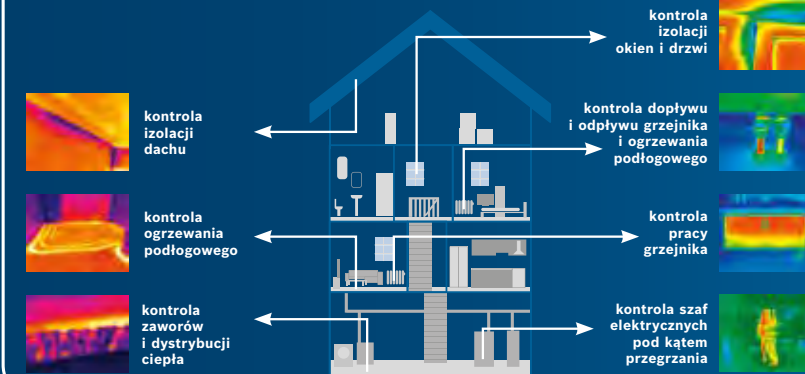 kontrola
izolacji
okien i drzwi
kontrola
izolacji
dachu
kontrola dopływu
i odpływu grzejnika
i ogrzewania
podłogowego
kontrola
ogrzewania
podłogowego
kontrola
pracy
grzejnika
kontrola
zaworów
i dystrybucji
ciepła
kontrola szaf
elektrycznych
pod kątem
przegrzania